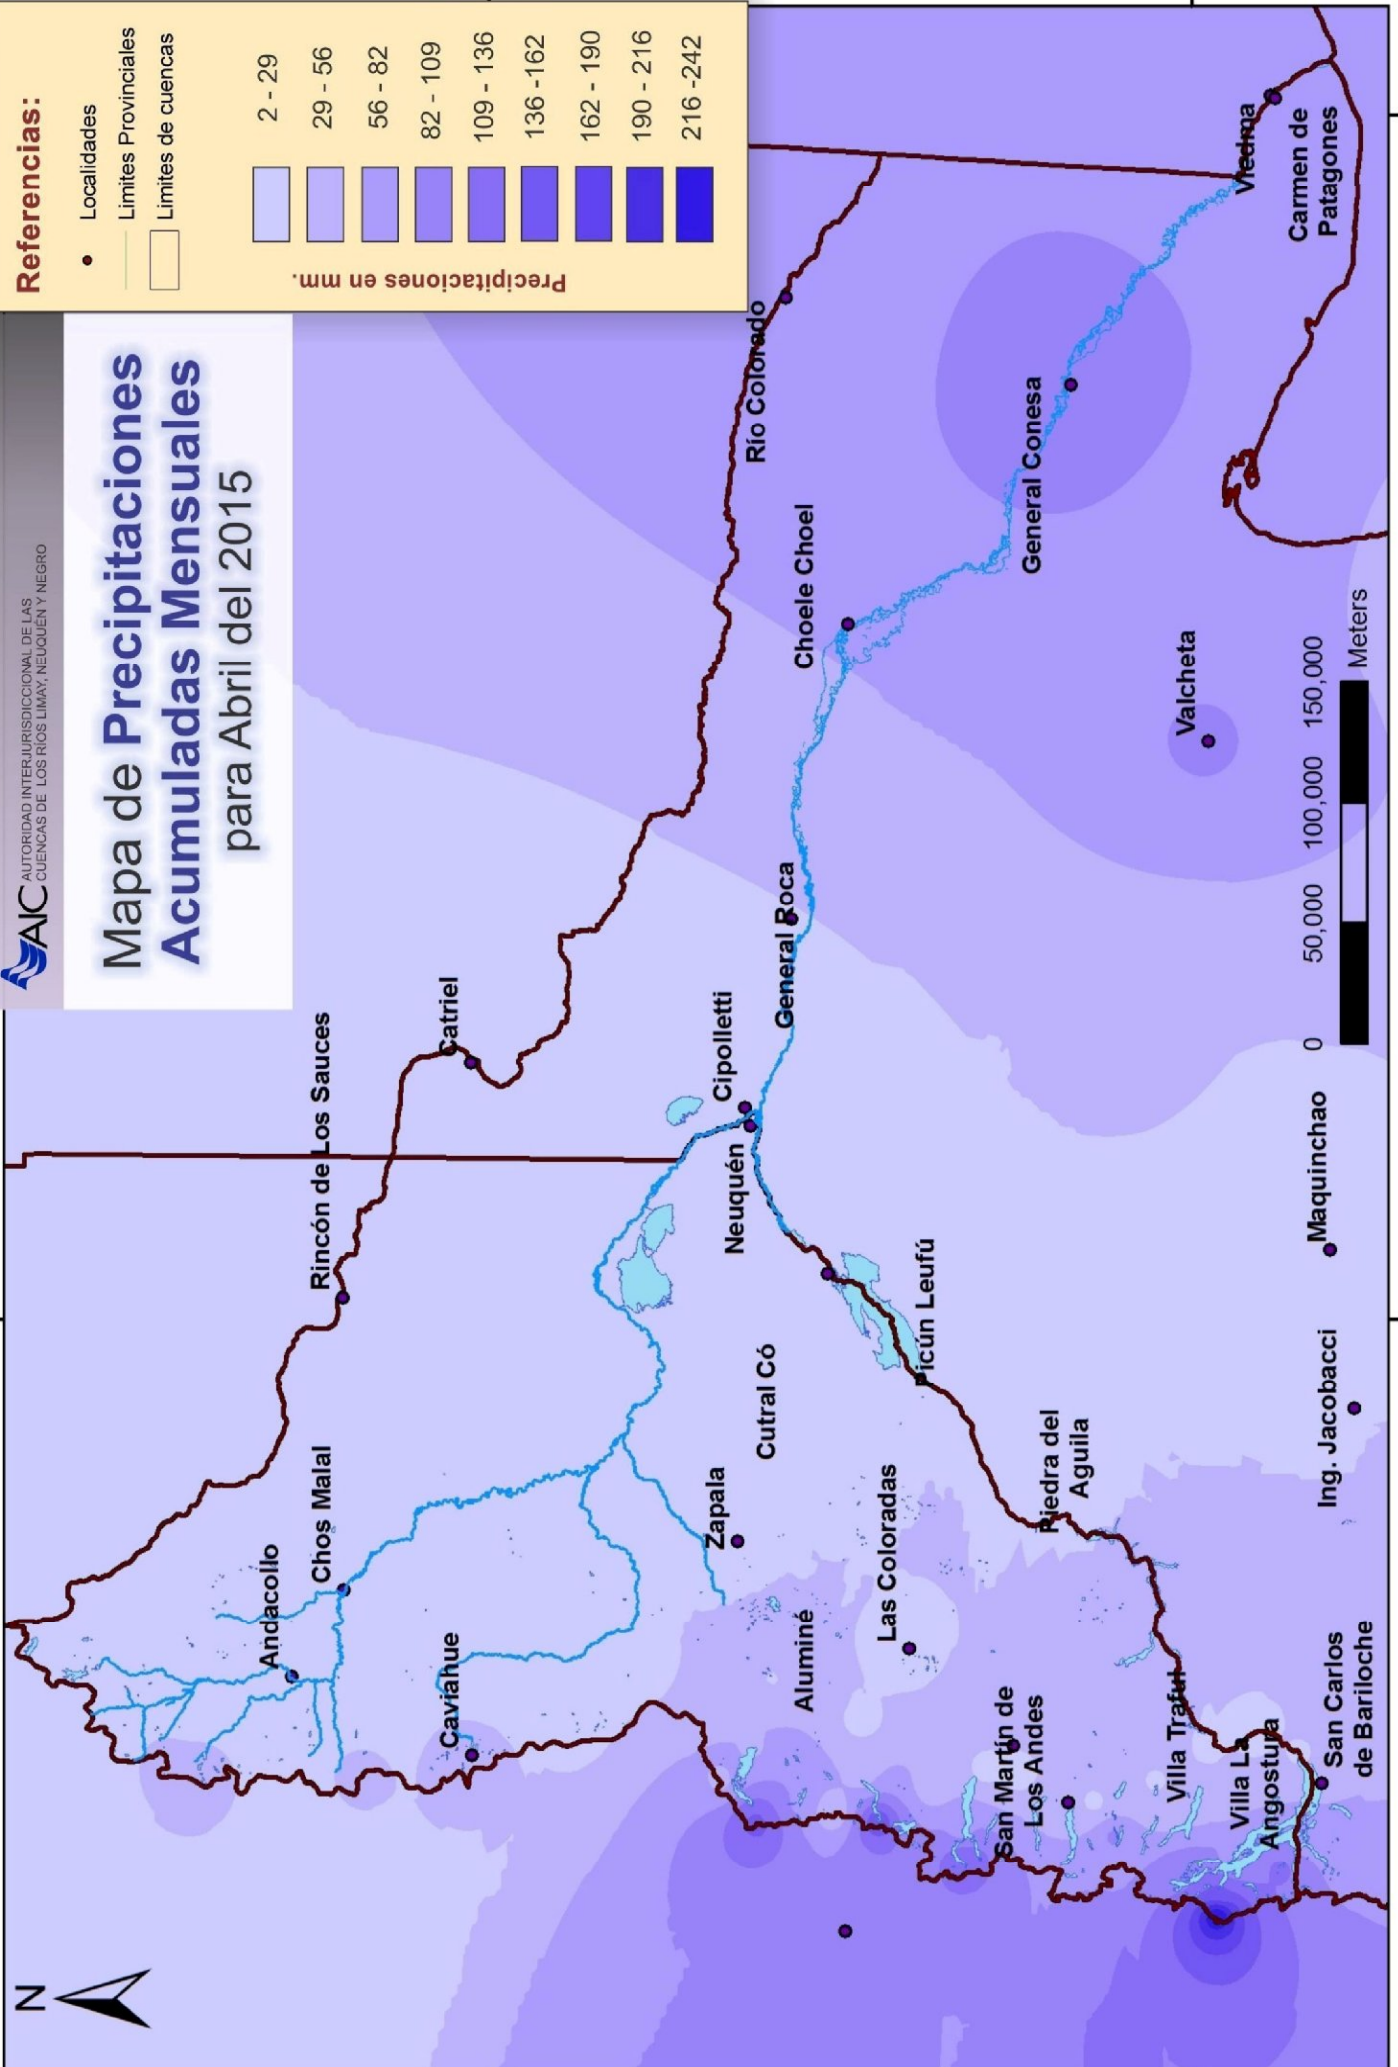 AIC
AUTORIDAD INTERJURISDICCIONAL DE LAS
CUENCAS DE LOS RÍOS LIMAY, NEUQUÉN Y NEGRO
Mapa de Precipitaciones
Acumuladas Mensuales
para Abril del 2015
Referencias:
Localidades
Limites Provinciales
Limites de cuencas
Precipitaciones en mm.
2 - 29
29 - 56
56 - 82
82 - 109
109 - 136
136 -162
162 - 190
190 - 216
216 -242
N
Andacollo
Chos Malal
Rincón de Los Sauces
Catriel
Caviahue
Zapala
Cutral Có
Neuquén
Cipolletti
General Roca
Choele Choel
Río Colorado
Aluminé
Las Coloradas
Picún Leufú
Piedra del
Aguila
General Conesa
San Martín de
Los Andes
Villa Traful
Villa La
Angostura
San Carlos
de Bariloche
Ing. Jacobacci
Maquinchao
Valcheta
Viedma
Carmen de
Patagones
0 50,000 100,000 150,000
Meters